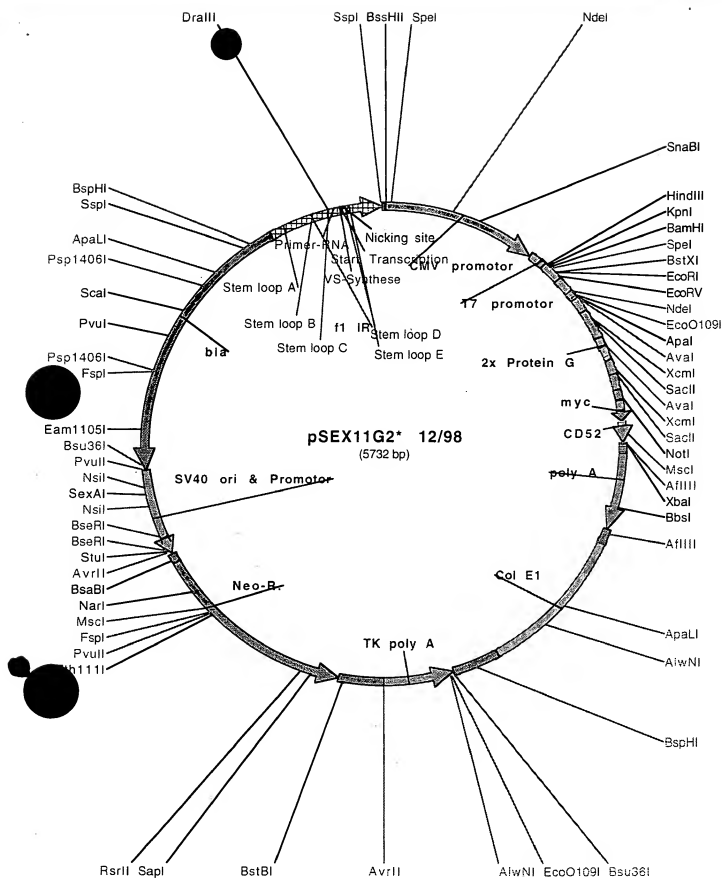 DraIII
SspI BssHII SpeI
NdeI
SnaBI
HindIII
KpnI
BamHI
SpeI
BstXI
EcoRI
EcoRV
NdeI
EcoO109I
ApaI
AvaI
XcmI
SacII
AvaI
XcmI
SacII
NotI
MscI
AflIII
XbaI
BbsI
AflIII
ApaLI
AlwNI
BspHI
BspHI
SspI
ApaLI
Psp1406I
ScaI
PvuI
Psp1406I
FspI
Eam1105I
Bsu36I
PvuII
NsiI
SexAI
NsiI
BseRI
BseRI
StuI
AvrII
BsaBI
NarI
MscI
FspI
PvuII
th111I
RsrII SapI
BstBI
AvrII
AlwNI EcoO109I Bsu36I
Nicking site
Primer-RNA
Start Transcription
VS-Synthese
CMV promotor
Stem loop A
T7 promotor
Stem loop B
f1 IR
Stem loop D
Stem loop C
Stem loop E
bla
2x Protein G
myc
CD52
pSEX11G2* 12/98
(5732 bp)
poly A
SV40 ori & Promotor
Neo-R.
Col E1
TK poly A